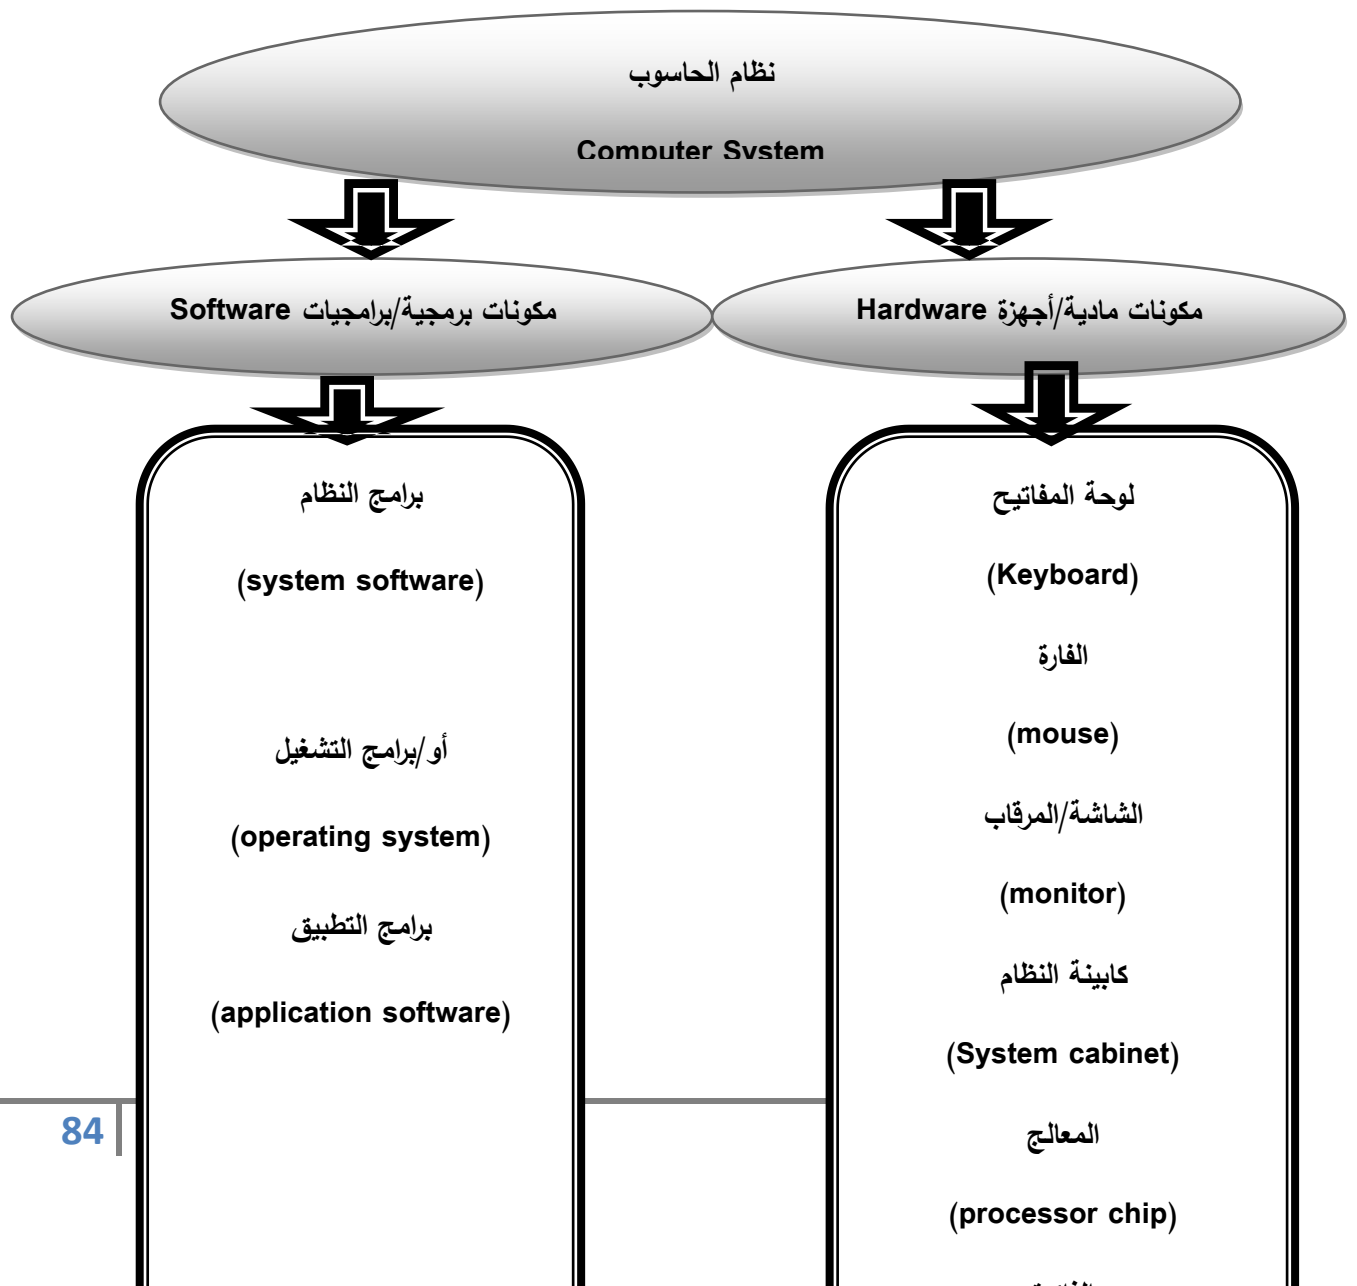 نظام الحاسوب
Computer System
مكونات مادية/أجهزة Hardware
مكونات برمجية/برامجيات Software
لوحة المفاتيح
(Keyboard)
الفارة
(mouse)
الشاشة/المرقاب
(monitor)
كابينة النظام
(System cabinet)
المعالج
(processor chip)
برامج النظام
(system software)
أو/برامج التشغيل
(operating system)
برامج التطبيق
(application software)
84